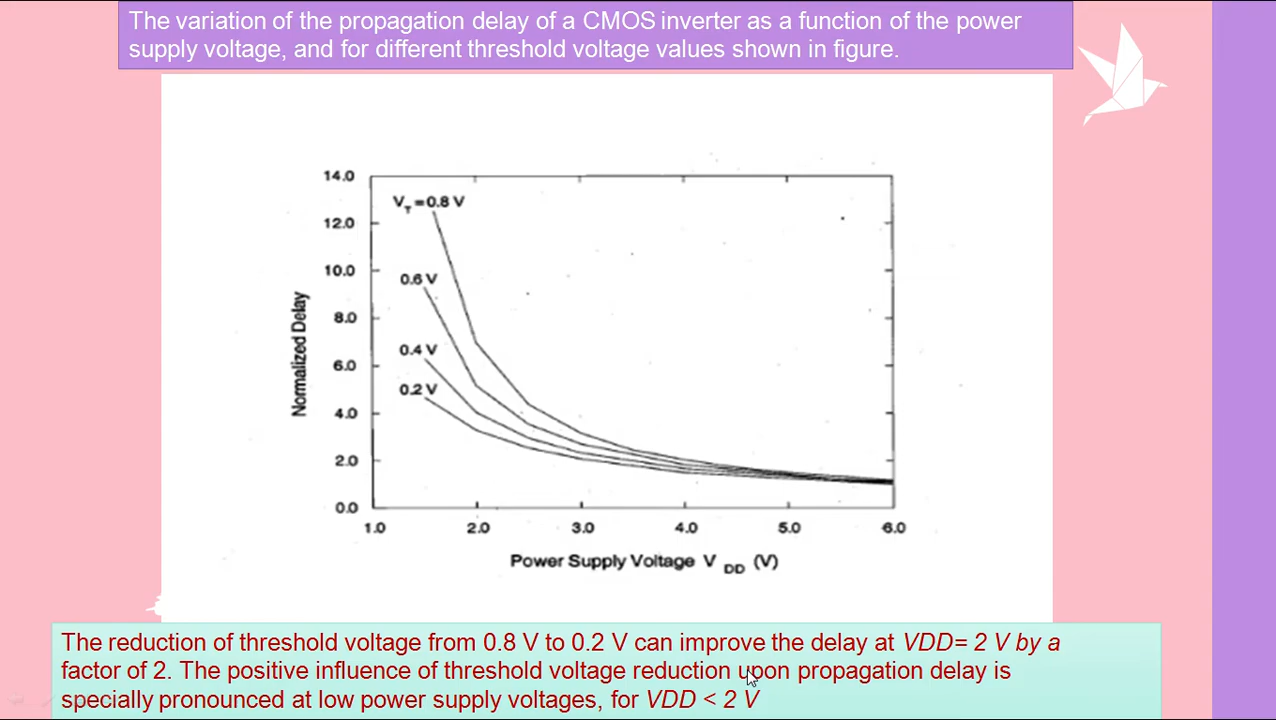 The variation of the propagation delay of a CMOS inverter as a function of the power
supply voltage, and for different threshold voltage values shown in figure.
14.0
V_T =0.8 V
12.0
0.6 V
10.0
8.0
0.4 V
6.0
0.2 V
4.0
2.0
0.0
Normalized Delay
1.0 2.0 3.0 4.0 5.0 6.0
Power Supply Voltage V_DD (V)
The reduction of threshold voltage from 0.8 V to 0.2 V can improve the delay at VDD= 2 V by a
factor of 2. The positive influence of threshold voltage reduction upon propagation delay is
specially pronounced at low power supply voltages, for VDD < 2 V